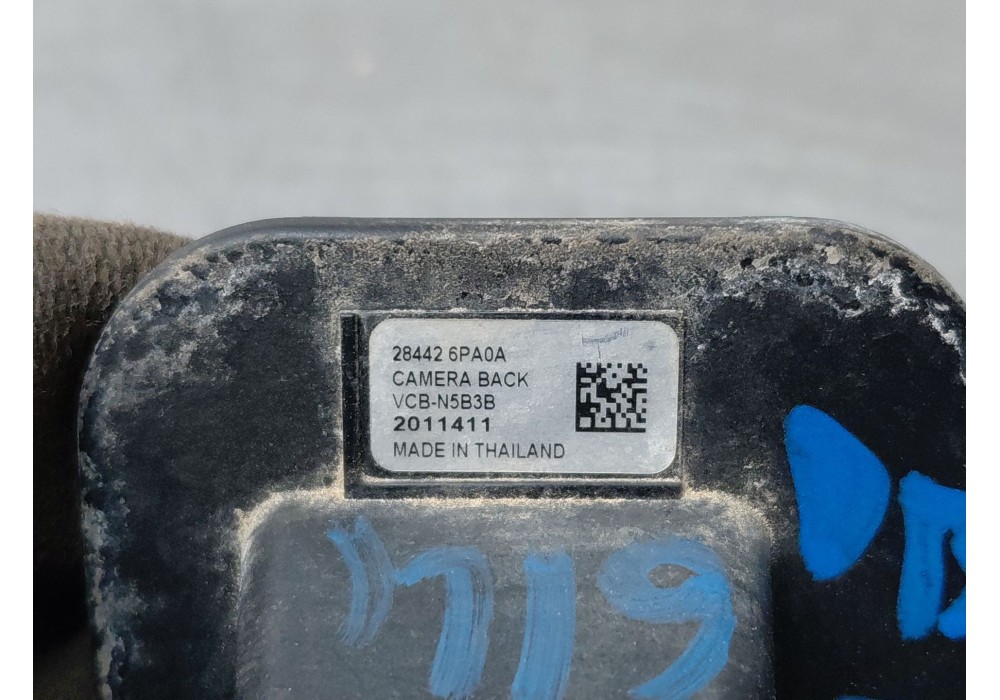 28442 6PA0A
CAMERA BACK
VCB-N5B3B
2011411
MADE IN THAILAND